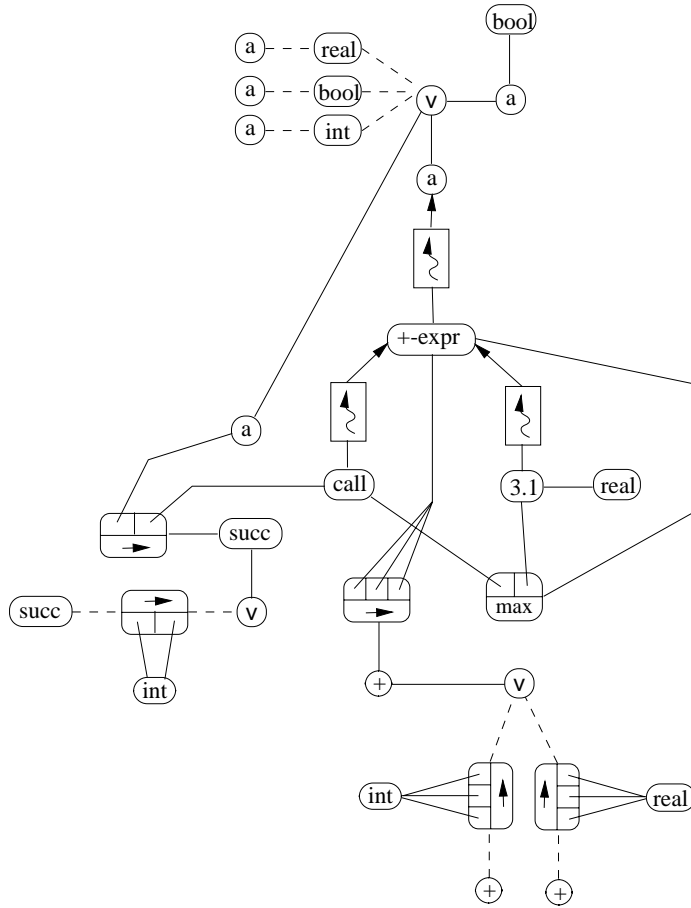 bool
a real
a bool v a
a int
a
+-expr
a
call 3.1 real
succ
max
succ v
int
+ v
int real
+ +